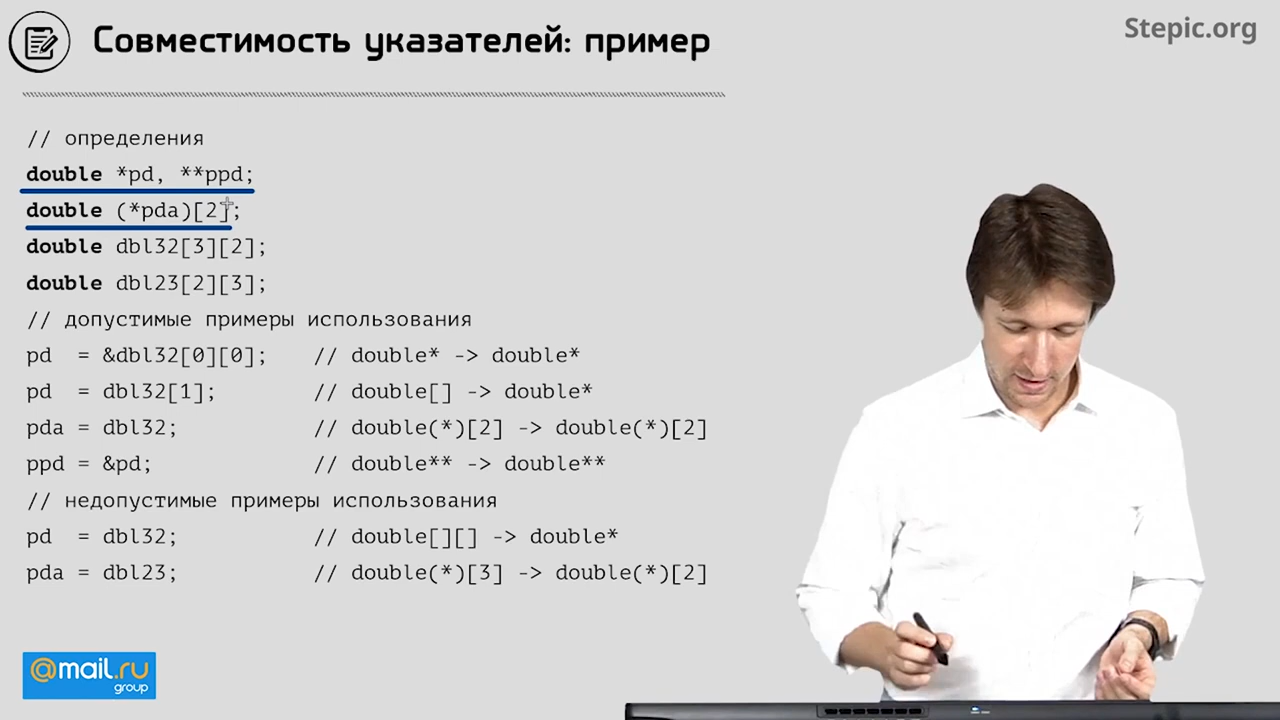 Совместимость указателей: пример
Stepic.org
// определения
double *pd, **ppd;
double (*pda)[2];
double dbl32[3][2];
double dbl23[2][3];
// допустимые примеры использования
pd  = &dbl32[0][0];    // double* -> double*
pd  = dbl32[1];        // double[] -> double*
pda = dbl32;           // double(*)[2] -> double(*)[2]
ppd = &pd;             // double** -> double**
// недопустимые примеры использования
pd  = dbl32;           // double[][] -> double*
pda = dbl23;           // double(*)[3] -> double(*)[2]
@mail.ru
group